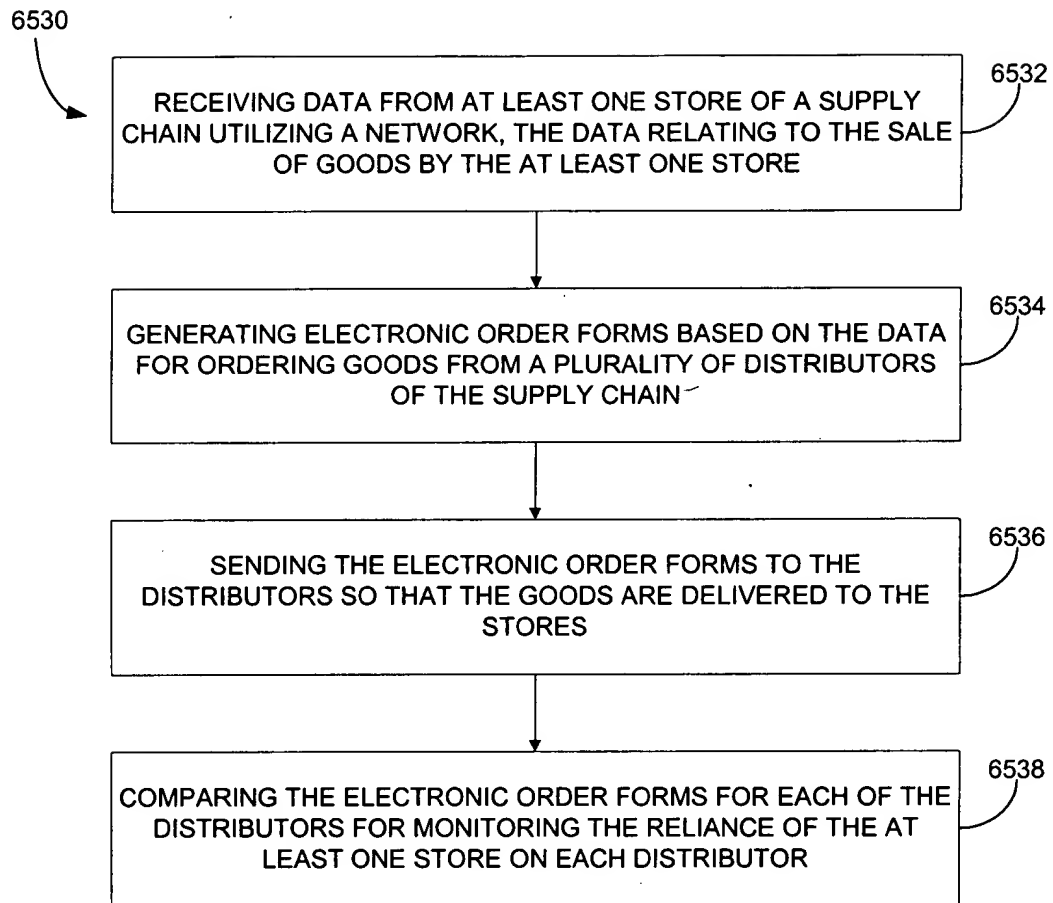 6530
6532
RECEIVING DATA FROM AT LEAST ONE STORE OF A SUPPLY
CHAIN UTILIZING A NETWORK, THE DATA RELATING TO THE SALE
OF GOODS BY THE AT LEAST ONE STORE
6534
GENERATING ELECTRONIC ORDER FORMS BASED ON THE DATA
FOR ORDERING GOODS FROM A PLURALITY OF DISTRIBUTORS
OF THE SUPPLY CHAIN
6536
SENDING THE ELECTRONIC ORDER FORMS TO THE
DISTRIBUTORS SO THAT THE GOODS ARE DELIVERED TO THE
STORES
6538
COMPARING THE ELECTRONIC ORDER FORMS FOR EACH OF THE
DISTRIBUTORS FOR MONITORING THE RELIANCE OF THE AT
LEAST ONE STORE ON EACH DISTRIBUTOR